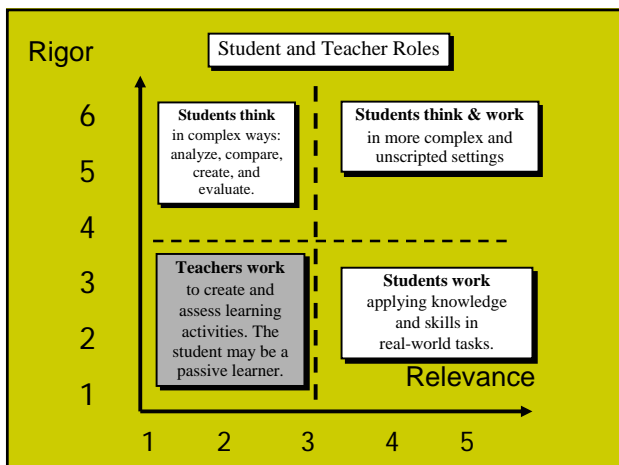 Student and Teacher Roles
Rigor
6
5
4
3
2
1
Students think
in complex ways:
analyze, compare,
create, and
evaluate.
Students think & work
in more complex and
unscripted settings
Teachers work
to create and
assess learning
activities. The
student may be a
passive learner.
Students work
applying knowledge
and skills in
real-world tasks.
Relevance
1 2 3 4 5